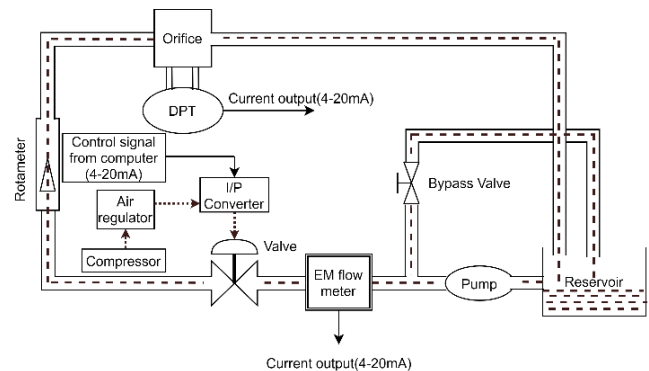 Orifice
DPT
Current output(4-20mA)
Rotameter
Control signal
from computer
(4-20mA)
I/P
Converter
Air
regulator
Compressor
Valve
EM flow
meter
Current output(4-20mA)
Bypass Valve
Pump
Reservoir